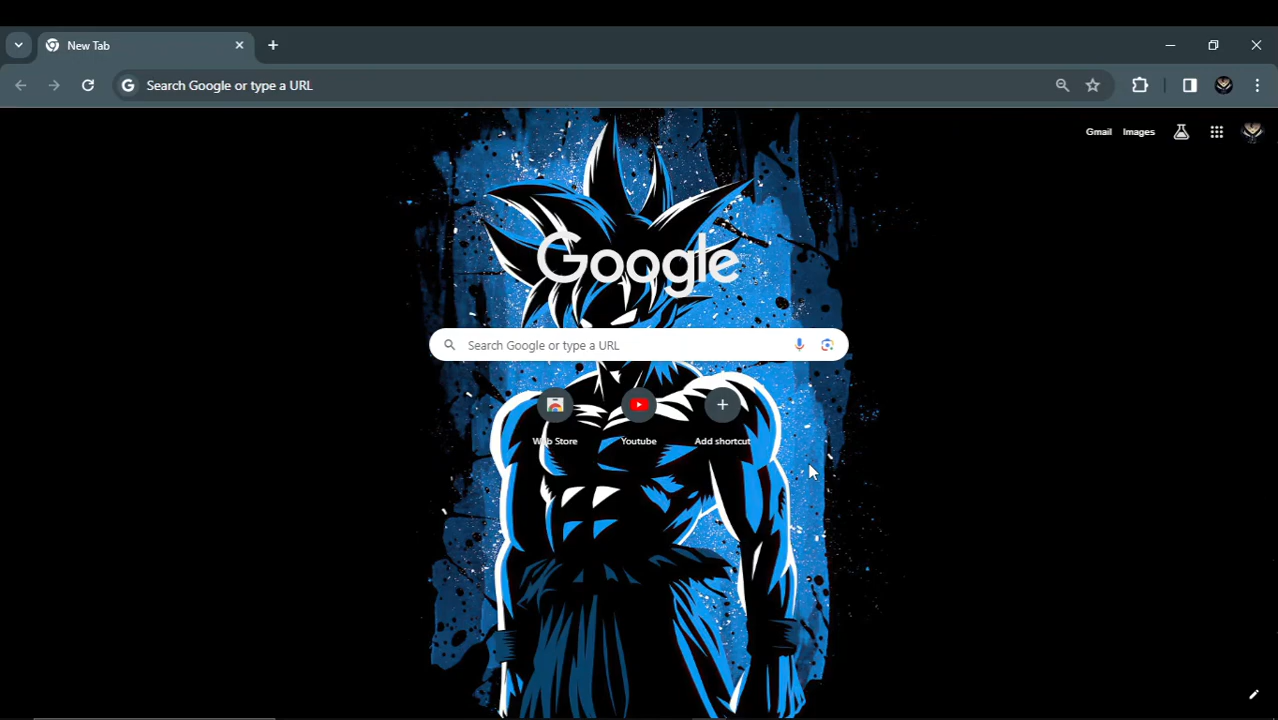 New Tab
Search Google or type a URL
Gmail Images
Google
Search Google or type a URL
Web Store Youtube Add shortcut